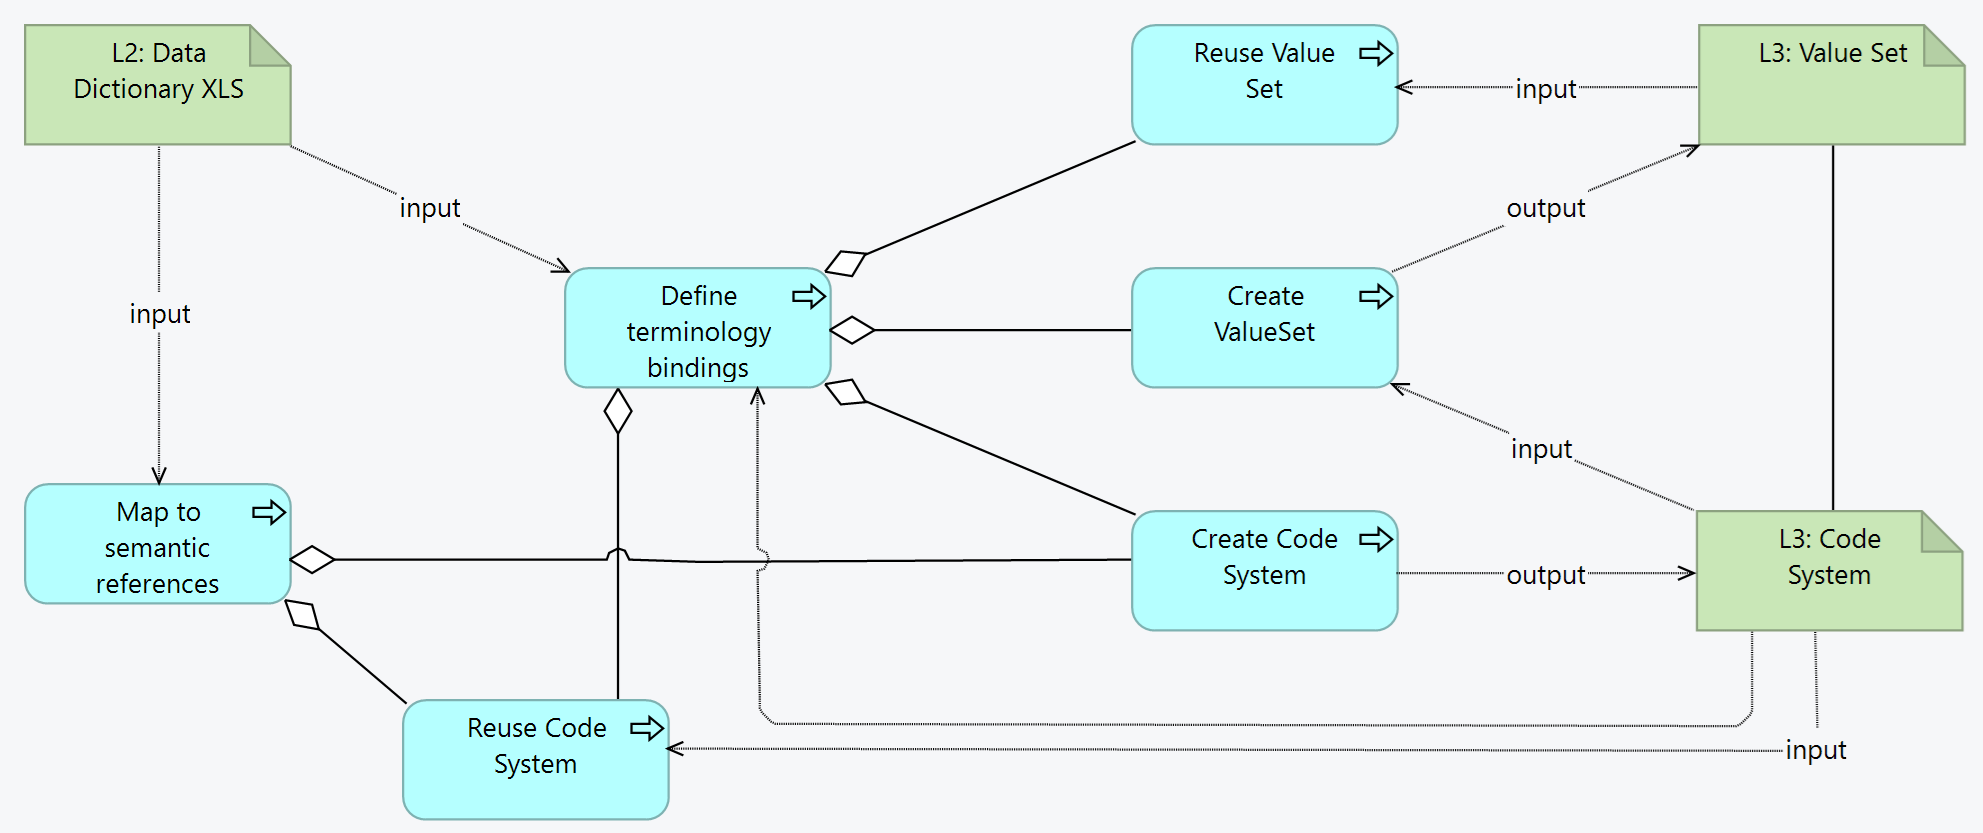 L2: Data
Dictionary XLS
Reuse Value
Set
input
L3: Value Set
input
output
Define
terminology
bindings
Create
ValueSet
input
input
Map to
semantic
references
Create Code
System
output
L3: Code
System
Reuse Code
System
input